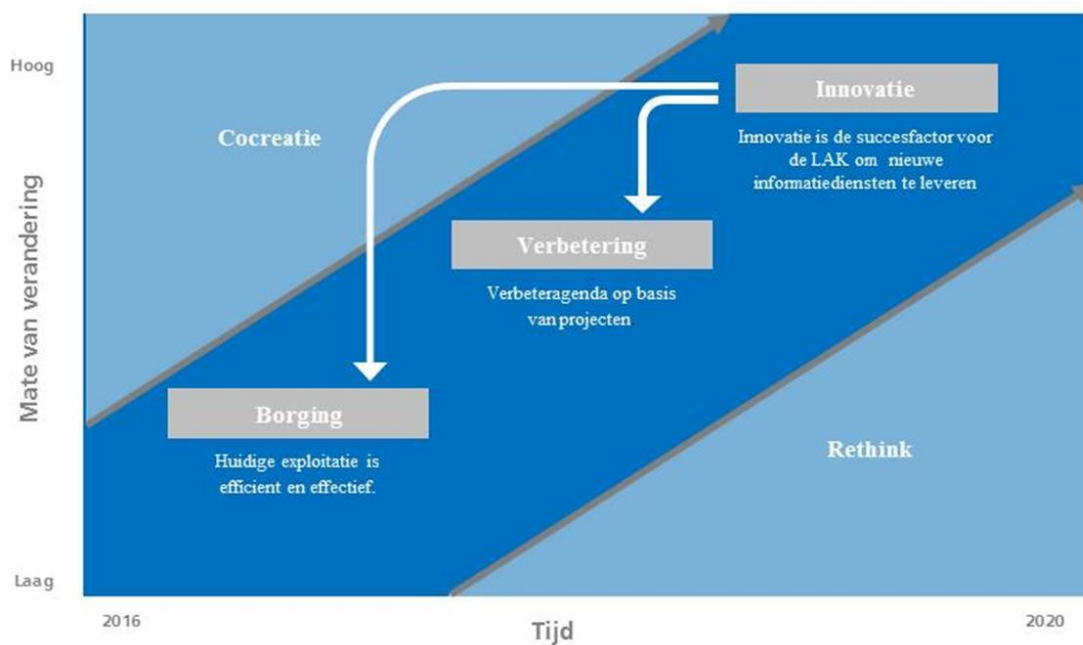 Hoog
Mate van verandering
Laag
Cocreatie
Innovatie
Innovatie is de succesfactor voor
de LAK om nieuwe
informatiediensten te leveren
Verbetering
Verbeteragenda op basis
van projecten.
Borging
Huidige exploitatie is
efficient en effectief.
Rethink
2016
Tijd
2020